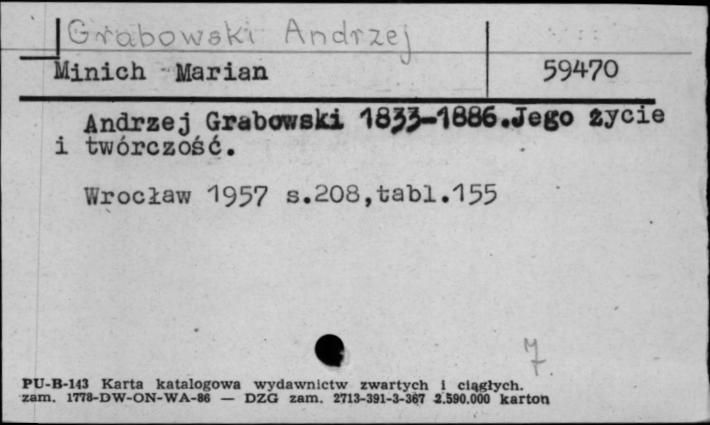 Grabowski Andrzej
Minich Marian 59470
Andrzej Grabowski 1833-1886.Jego życie
i twórczość.
Wrocław 1957 s.208,tabl.155
7
PU-B-143 Karta katalogowa wydawnictw zwartych i ciągłych.
zam. 1778-DW-ON-WA-86 — DZG zam. 2713-391-3-367 2.590.000 karton